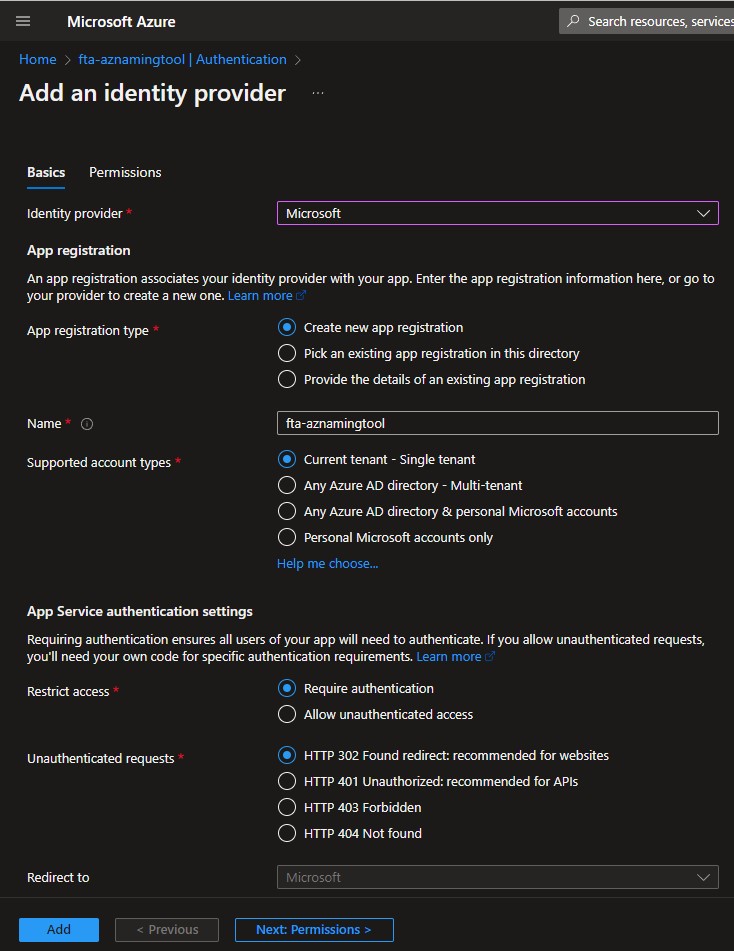 Microsoft Azure
Search resources, services
Home > fta-aznamingtool | Authentication >
Add an identity provider ...
Basics Permissions
Identity provider * Microsoft
App registration
An app registration associates your identity provider with your app. Enter the app registration information here, or go to
your provider to create a new one. Learn more
App registration type * Create new app registration
Pick an existing app registration in this directory
Provide the details of an existing app registration
Name * fta-aznamingtool
Supported account types * Current tenant - Single tenant
Any Azure AD directory - Multi-tenant
Any Azure AD directory & personal Microsoft accounts
Personal Microsoft accounts only
Help me choose...
App Service authentication settings
Requiring authentication ensures all users of your app will need to authenticate. If you allow unauthenticated requests,
you'll need your own code for specific authentication requirements. Learn more
Restrict access * Require authentication
Allow unauthenticated access
Unauthenticated requests * HTTP 302 Found redirect: recommended for websites
HTTP 401 Unauthorized: recommended for APIs
HTTP 403 Forbidden
HTTP 404 Not found
Redirect to Microsoft
Add < Previous Next: Permissions >